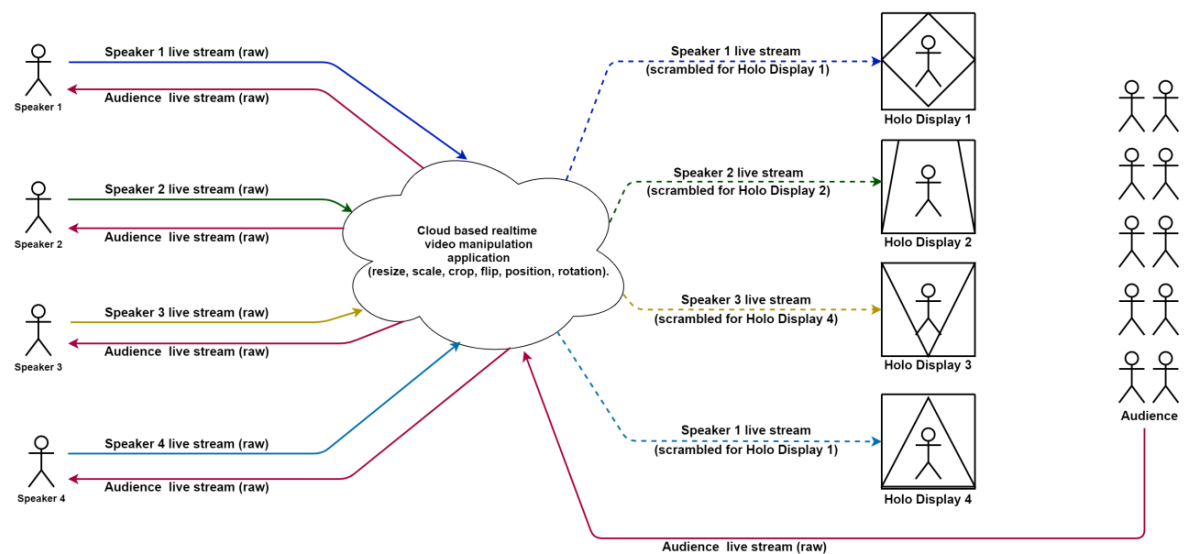 Speaker 1 live stream (raw)
Speaker 1
Audience  live stream (raw)
Speaker 2 live stream (raw)
Speaker 2
Audience  live stream (raw)
Speaker 3 live stream (raw)
Speaker 3
Audience  live stream (raw)
Speaker 4 live stream (raw)
Speaker 4
Audience  live stream (raw)
Cloud based realtime
video manipulation
application
(resize, scale, crop, flip, position, rotation).
Speaker 1 live stream
(scrambled for Holo Display 1)
Holo Display 1
Speaker 2 live stream
(scrambled for Holo Display 2)
Holo Display 2
Speaker 3 live stream
(scrambled for Holo Display 4)
Holo Display 3
Speaker 1 live stream
(scrambled for Holo Display 1)
Holo Display 4
Audience
Audience  live stream (raw)